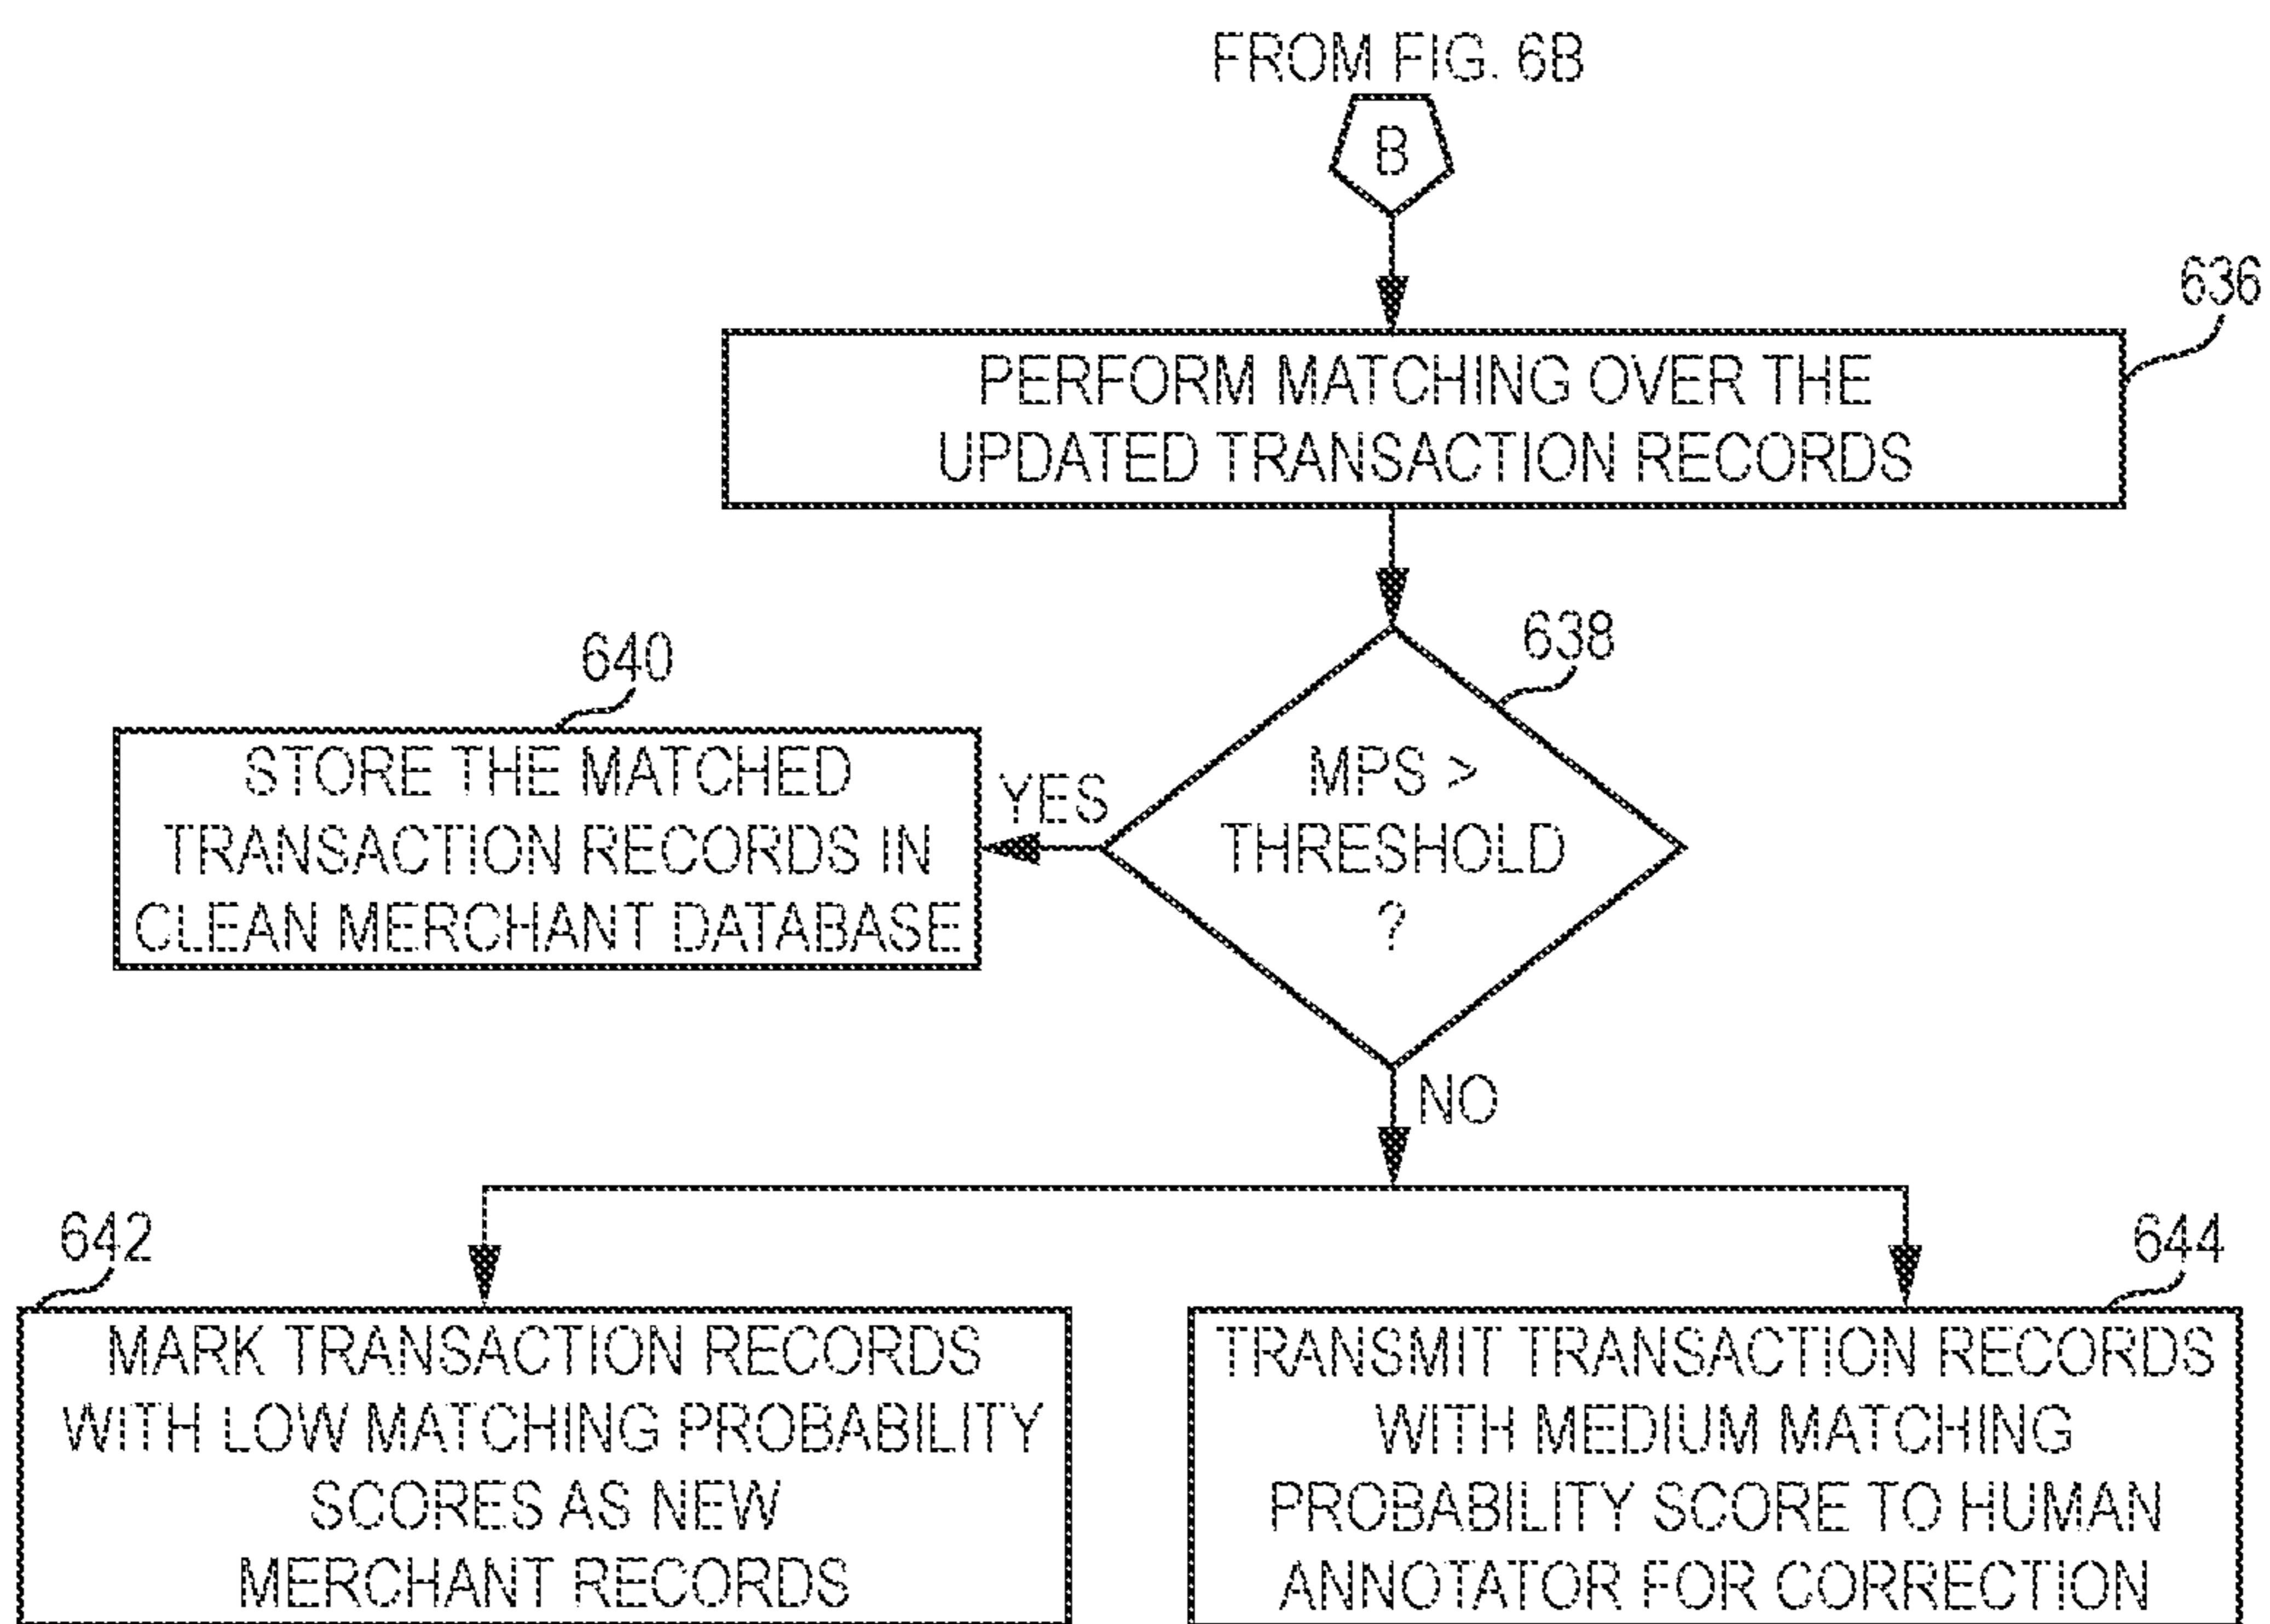 FROM FIG. 6B
B
636
PERFORM MATCHING OVER THE
UPDATED TRANSACTION RECORDS
638
MPS >
THRESHOLD
?
YES
640
STORE THE MATCHED
TRANSACTION RECORDS IN
CLEAN MERCHANT DATABASE
NO
642
MARK TRANSACTION RECORDS
WITH LOW MATCHING PROBABILITY
SCORES AS NEW
MERCHANT RECORDS
644
TRANSMIT TRANSACTION RECORDS
WITH MEDIUM MATCHING
PROBABILITY SCORE TO HUMAN
ANNOTATOR FOR CORRECTION